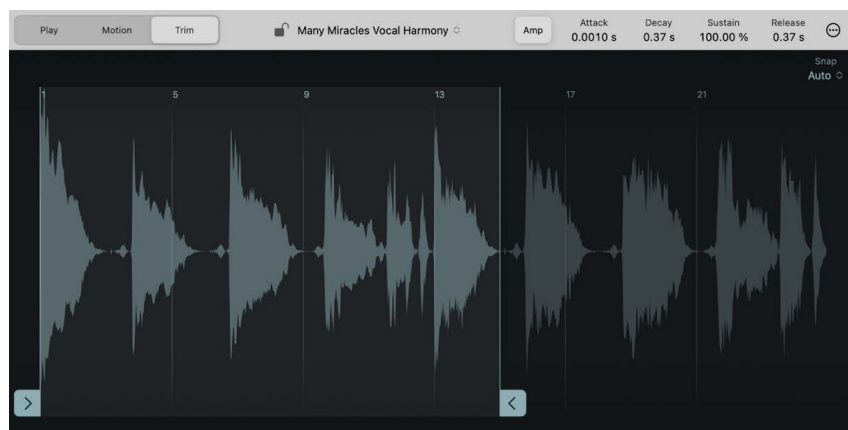 Play Motion Trim Many Miracles Vocal Harmony Amp Attack Decay Sustain Release
0.0010 s 0.37 s 100.00 % 0.37 s
Snap
Auto
1 5 9 13 17 21